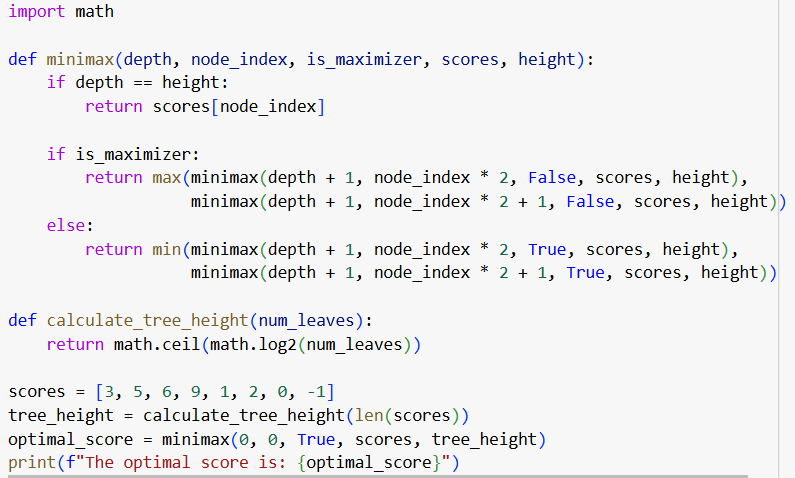 import math
def minimax(depth, node_index, is_maximizer, scores, height):
    if depth == height:
        return scores[node_index]
    if is_maximizer:
        return max(minimax(depth + 1, node_index * 2, False, scores, height),
                   minimax(depth + 1, node_index * 2 + 1, False, scores, height))
    else:
        return min(minimax(depth + 1, node_index * 2, True, scores, height),
                   minimax(depth + 1, node_index * 2 + 1, True, scores, height))
def calculate_tree_height(num_leaves):
    return math.ceil(math.log2(num_leaves))
scores = [3, 5, 6, 9, 1, 2, 0, -1]
tree_height = calculate_tree_height(len(scores))
optimal_score = minimax(0, 0, True, scores, tree_height)
print(f"The optimal score is: {optimal_score}")